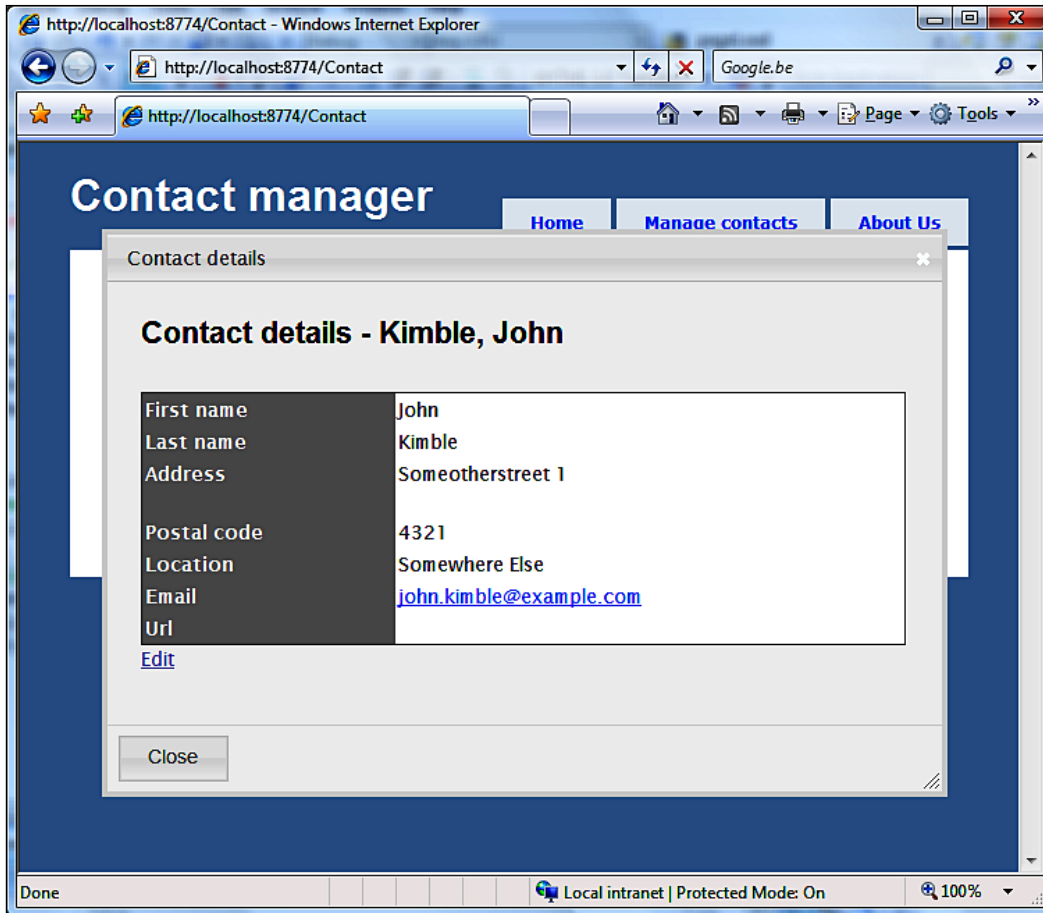 http://localhost:8774/Contact - Windows Internet Explorer
http://localhost:8774/Contact
Google.be
http://localhost:8774/Contact
Page
Tools
»
Contact manager
Home
Manage contacts
About Us
Contact details
Contact details - Kimble, John
First name John
Last name Kimble
Address Someotherstreet 1
Postal code 4321
Location Somewhere Else
Email john.kimble@example.com
Url
Edit
Close
Done
Local intranet | Protected Mode: On
100%